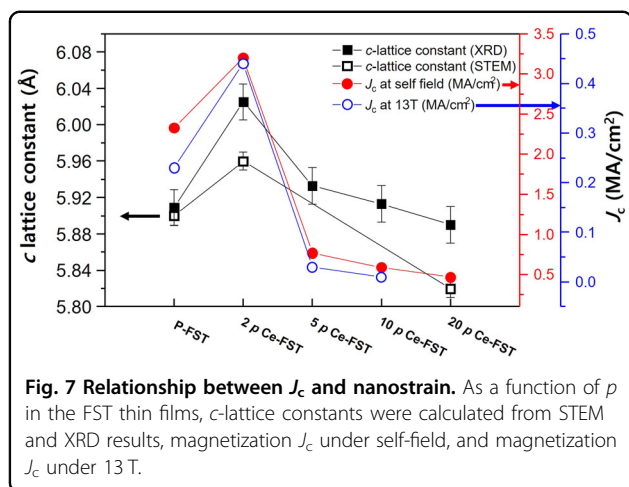 c-lattice constant (XRD)
c-lattice constant (STEM)
Jc at self field (MA/cm²)
Jc at 13T (MA/cm²)
c lattice constant (Å)
6.08
6.04
6.00
5.96
5.92
5.88
5.84
5.80
3.5
3.0
2.5
2.0
1.5
1.0
0.5
0.5
0.4
0.3
0.2
0.1
0.0
Jc (MA/cm²)
P-FST
2 p Ce-FST
5 p Ce-FST
10 p Ce-FST
20 p Ce-FST
Fig. 7 Relationship between Jc and nanostrain. As a function of p
in the FST thin films, c-lattice constants were calculated from STEM
and XRD results, magnetization Jc under self-field, and magnetization
Jc under 13 T.